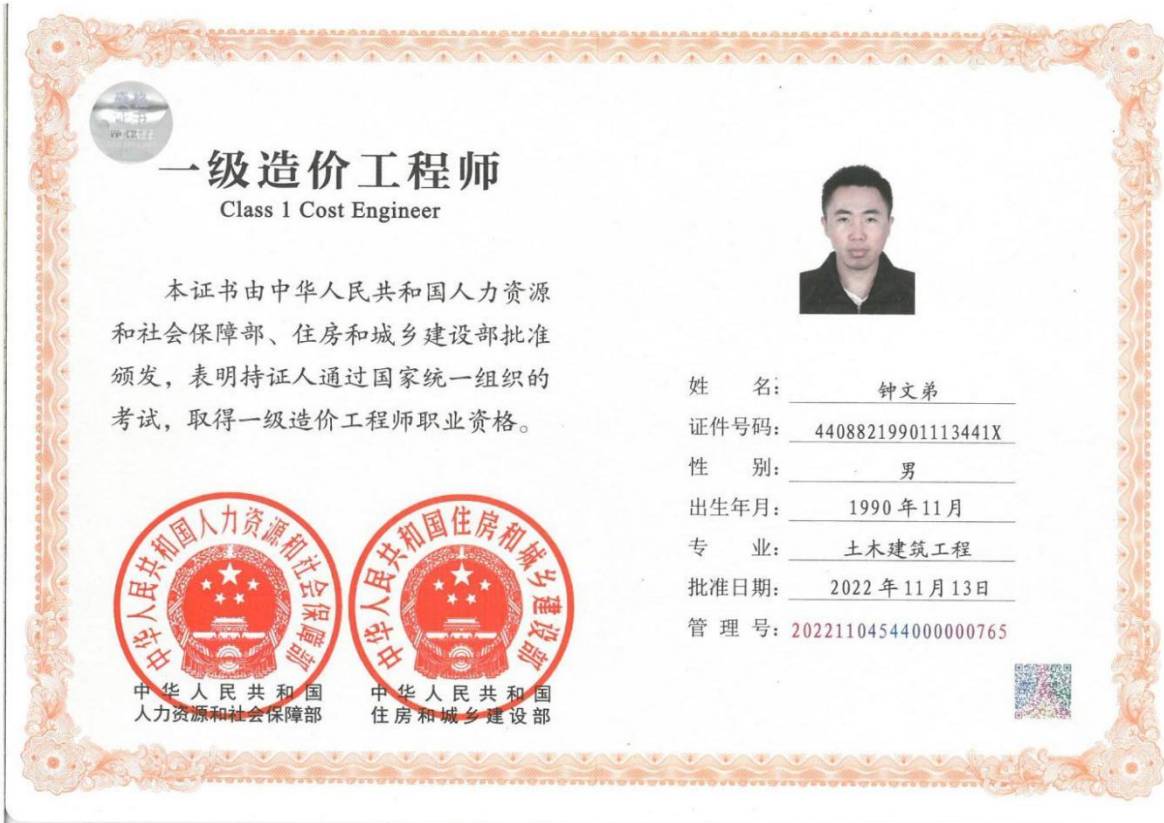 一级造价工程师
Class 1 Cost Engineer
本证书由中华人民共和国人力资源
和社会保障部、住房和城乡建设部批准
颁发，表明持证人通过国家统一组织的
考试，取得一级造价工程师职业资格。
中华人民共和国人力资源和社会保障部
中华人民共和国
人力资源和社会保障部
中华人民共和国住房和城乡建设部
中华人民共和国
住房和城乡建设部
姓 名：钟文弟
证件号码：44088219901113441X
性 别：男
出生年月：1990年11月
专 业：土木建筑工程
批准日期：2022年11月13日
管 理 号：20221104544000000765